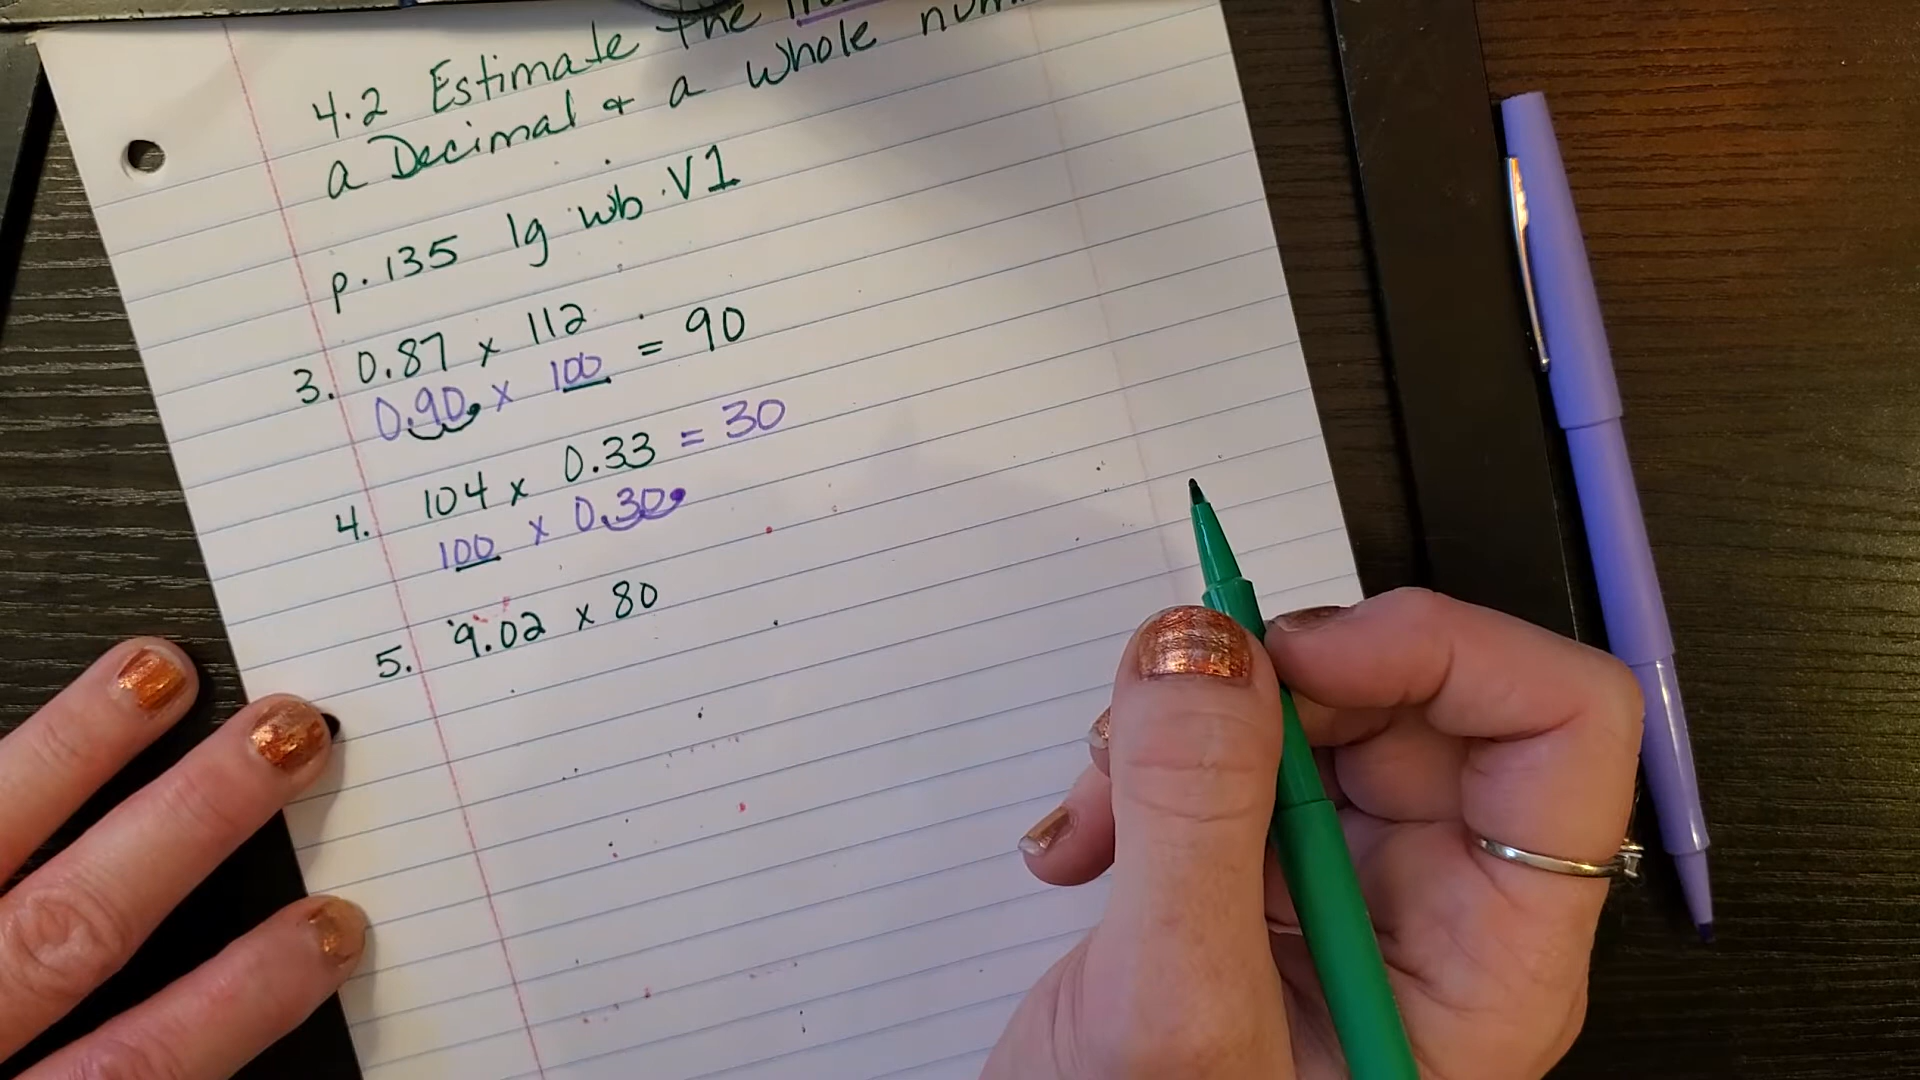 4.2 Estimate the
a Decimal + a whole
p. 135 lg wb V1
3. 0.87 x 112
0.90 x 100 = 90
4. 104 x 0.33 = 30
100 x 0.30
5. 9.02 x 80